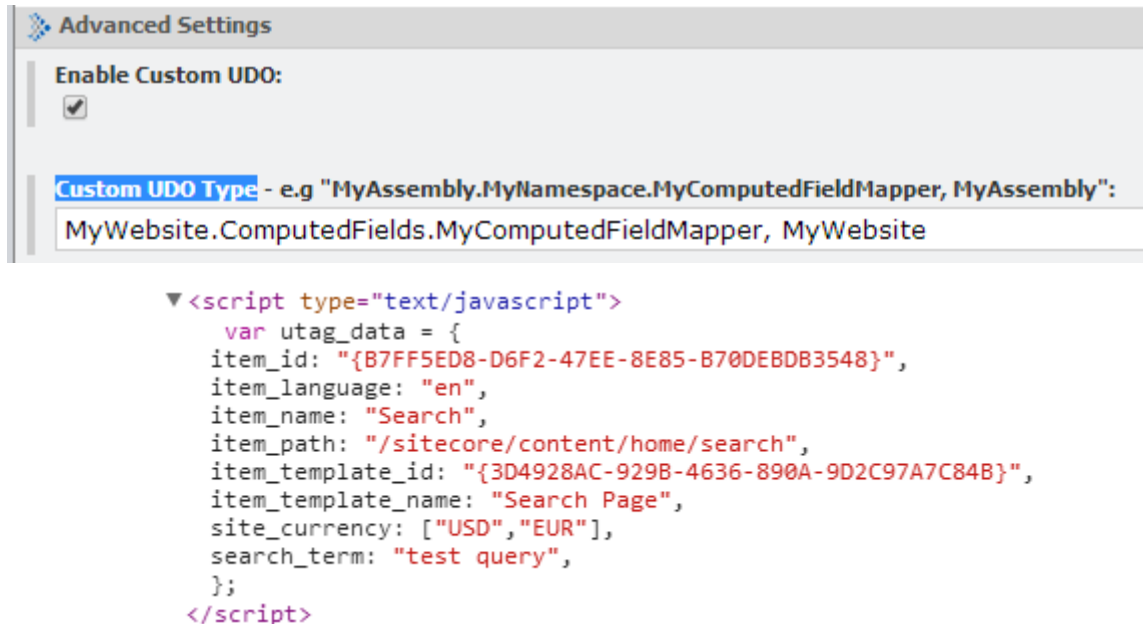 Advanced Settings
Enable Custom UDO:
Custom UDO Type - e.g "MyAssembly.MyNamespace.MyComputedFieldMapper, MyAssembly":
MyWebsite.ComputedFields.MyComputedFieldMapper, MyWebsite
▼<script type="text/javascript">
var utag_data = {
item_id: "{B7FF5ED8-D6F2-47EE-8E85-B70DEBDB3548}",
item_language: "en",
item_name: "Search",
item_path: "/sitecore/content/home/search",
item_template_id: "{3D4928AC-929B-4636-890A-9D2C97A7C84B}",
item_template_name: "Search Page",
site_currency: ["USD","EUR"],
search_term: "test query",
};
</script>